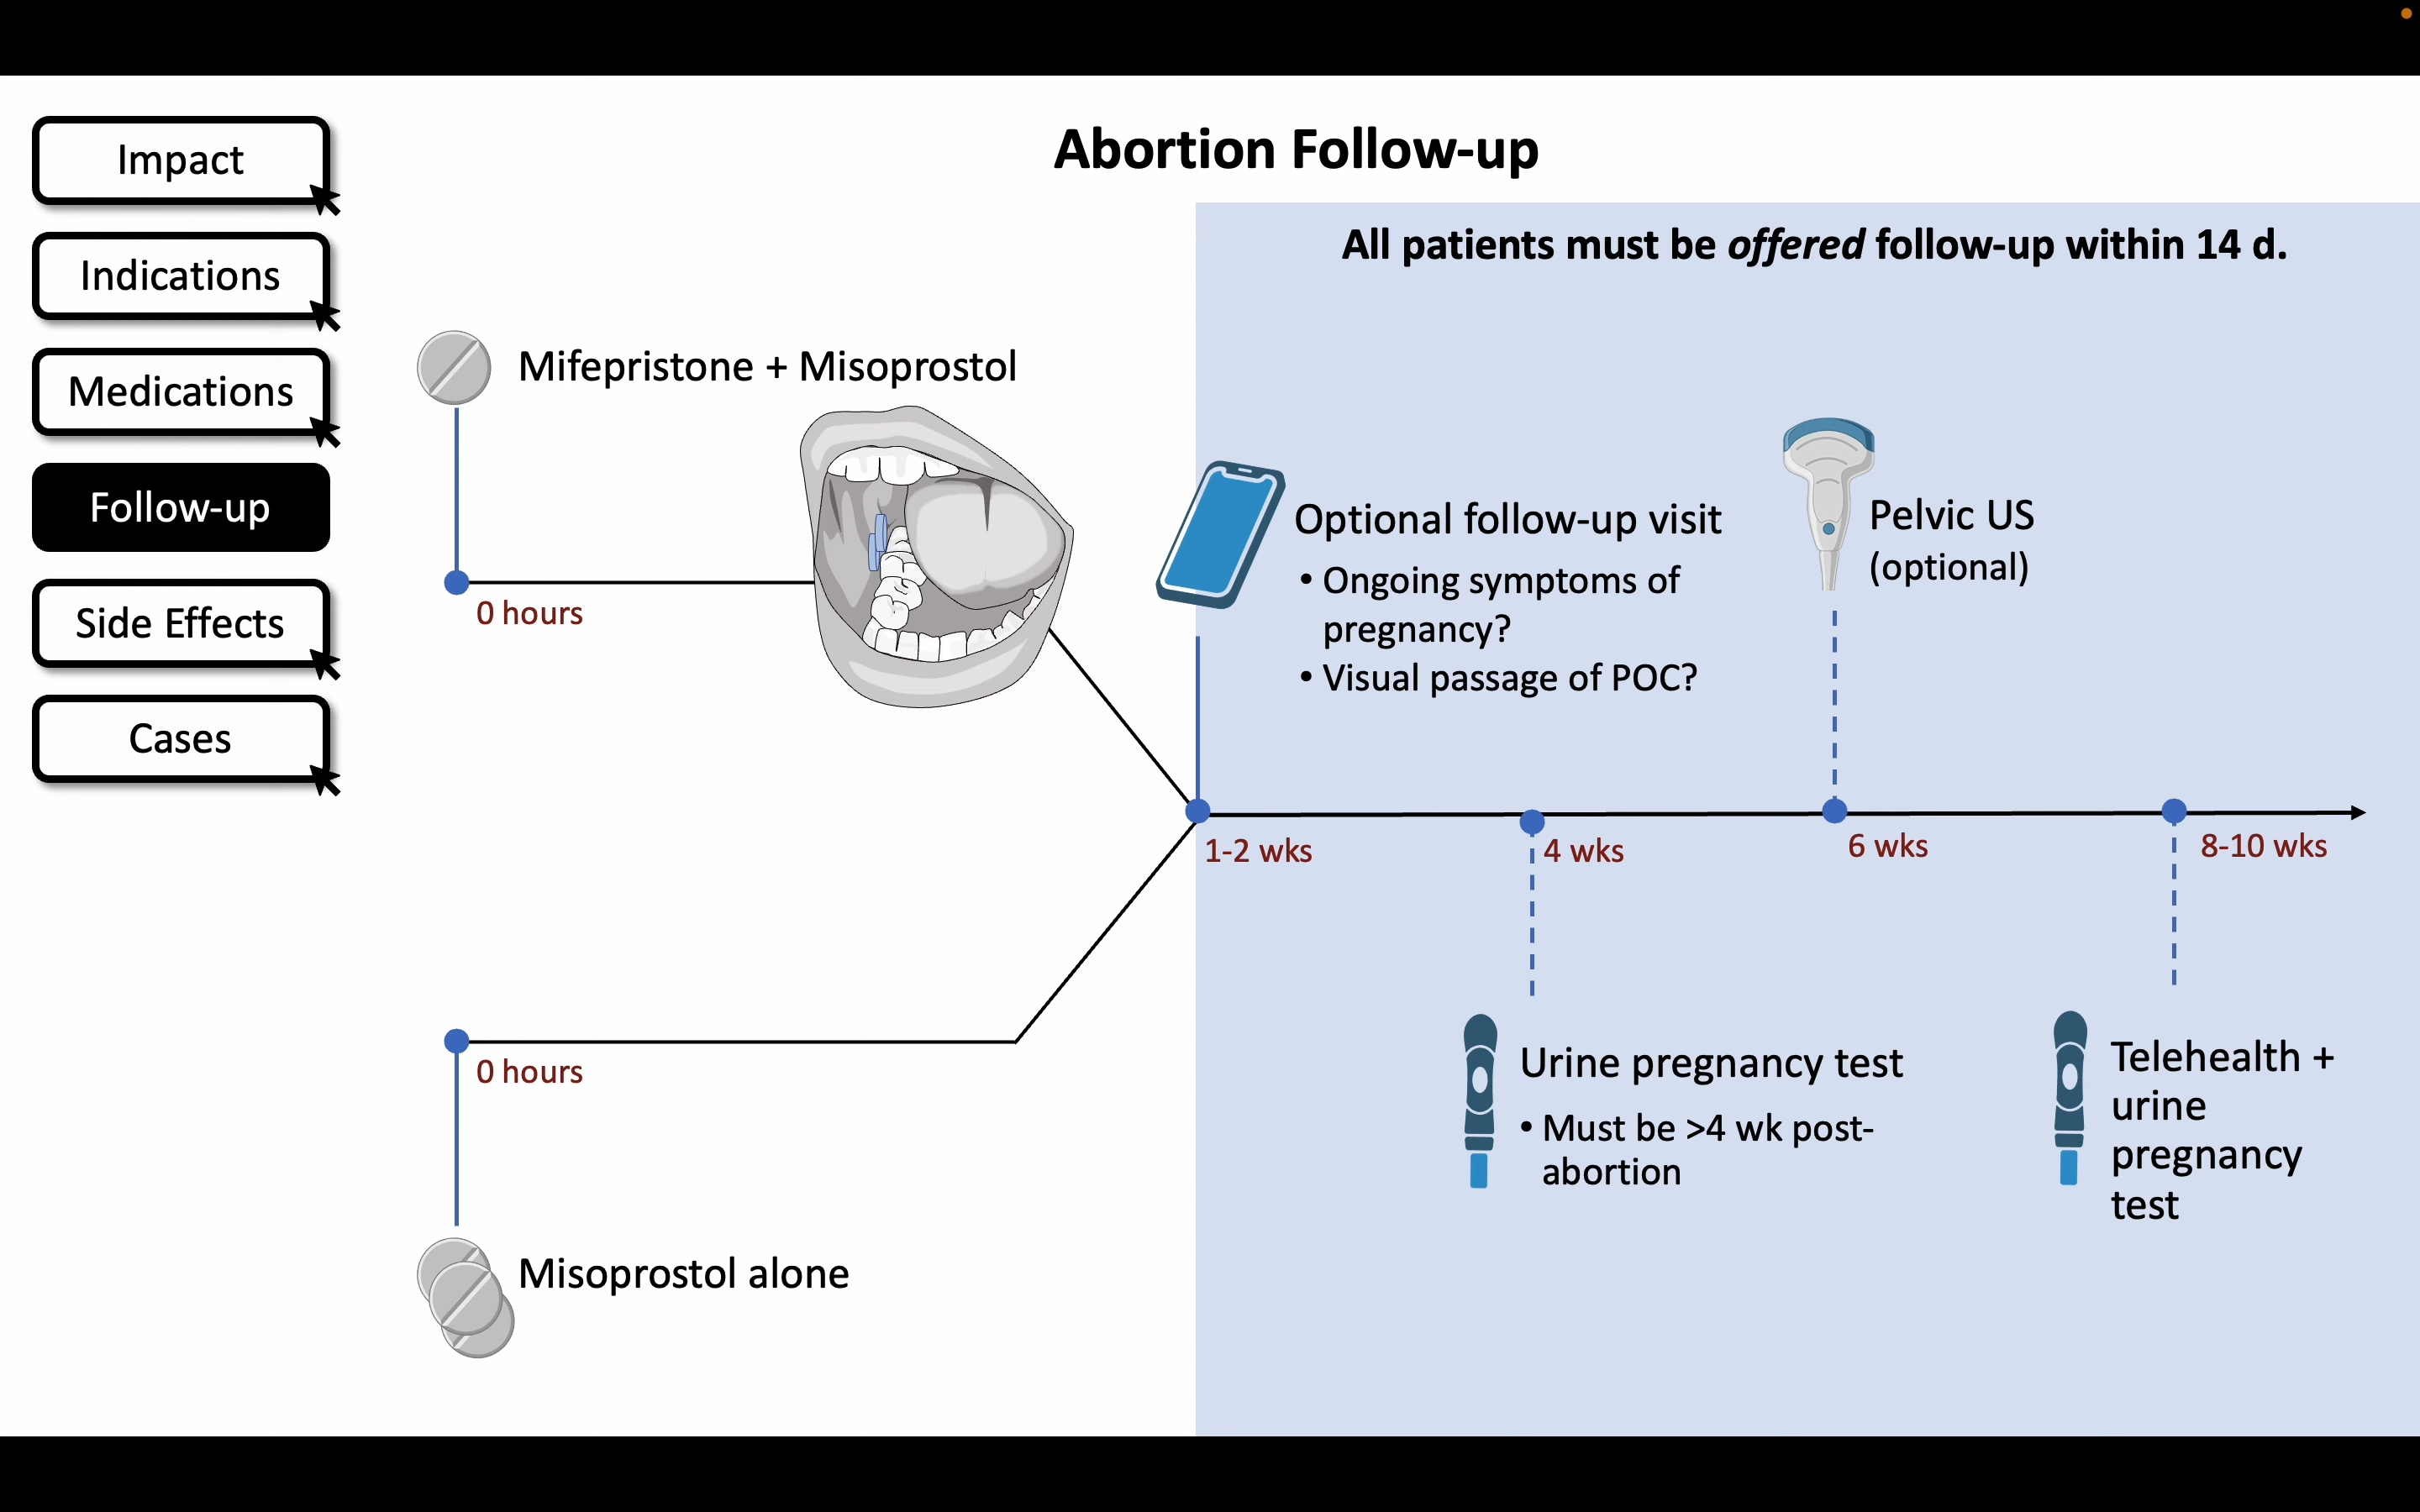 Abortion Follow-up
Impact
Indications
Medications
Follow-up
Side Effects
Cases
All patients must be offered follow-up within 14 d.
Mifepristone + Misoprostol
0 hours
Optional follow-up visit
• Ongoing symptoms of
pregnancy?
• Visual passage of POC?
Pelvic US
(optional)
1-2 wks
4 wks
6 wks
8-10 wks
0 hours
Misoprostol alone
Urine pregnancy test
• Must be >4 wk post-
abortion
Telehealth +
urine
pregnancy
test